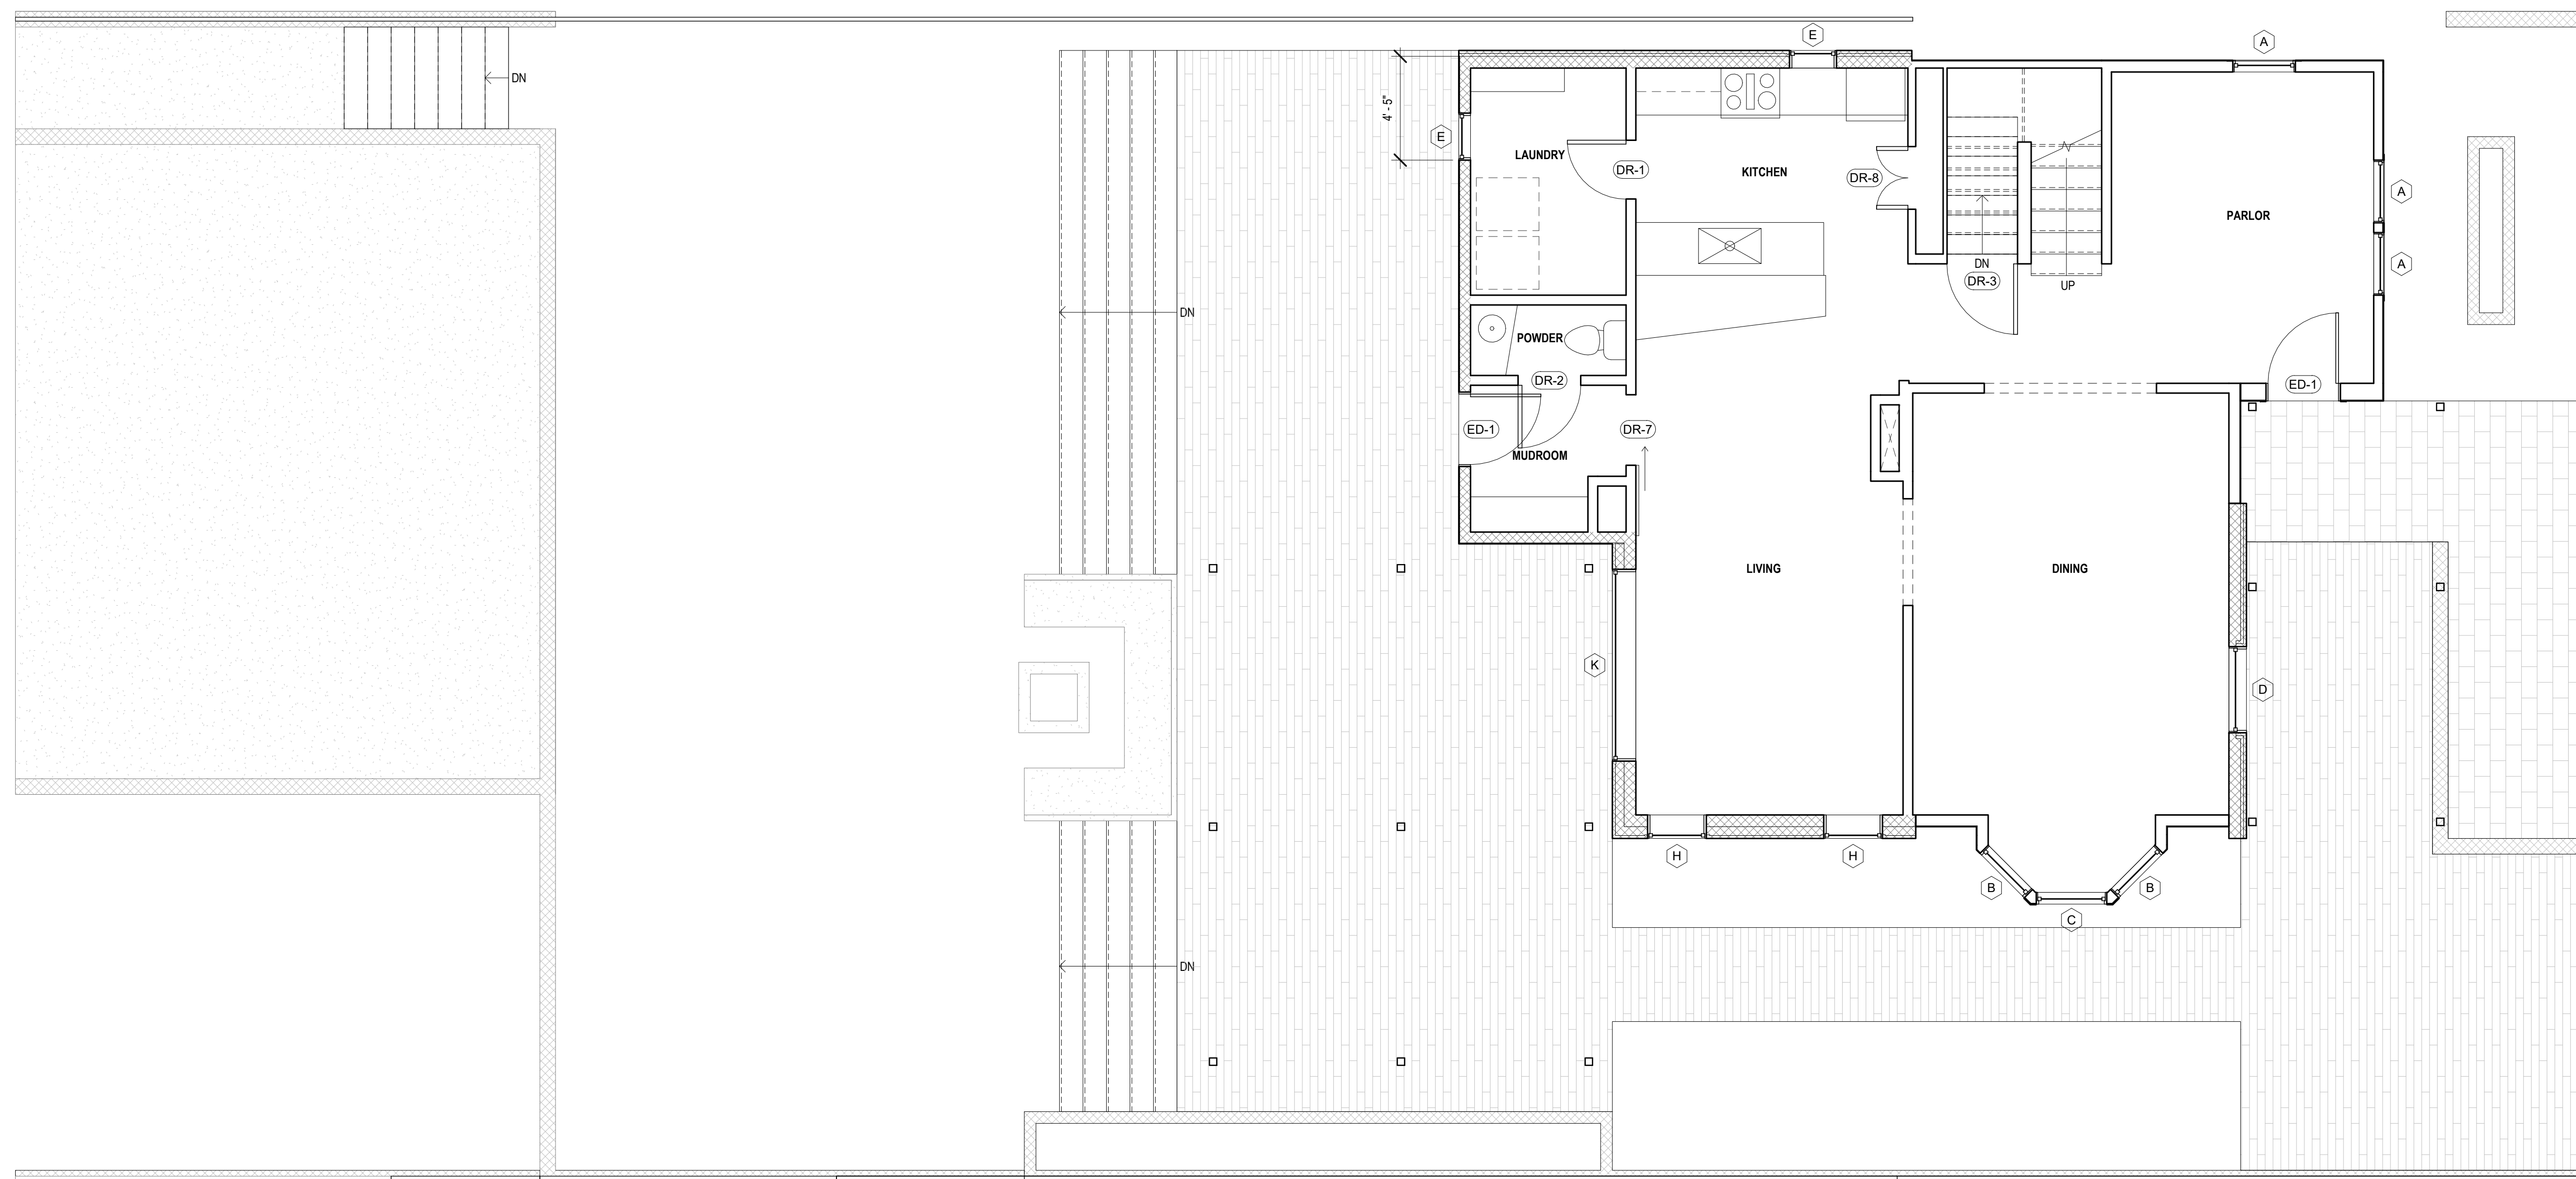 E
A
DN
4' - 5"
E
LAUNDRY
DR-1
KITCHEN
DR-8
A
PARLOR
A
DN
DR-3
UP
DN
POWDER
DR-2
ED-1
ED-1
DR-7
MUDROOM
LIVING
DINING
K
D
H
H
B
B
C
DN